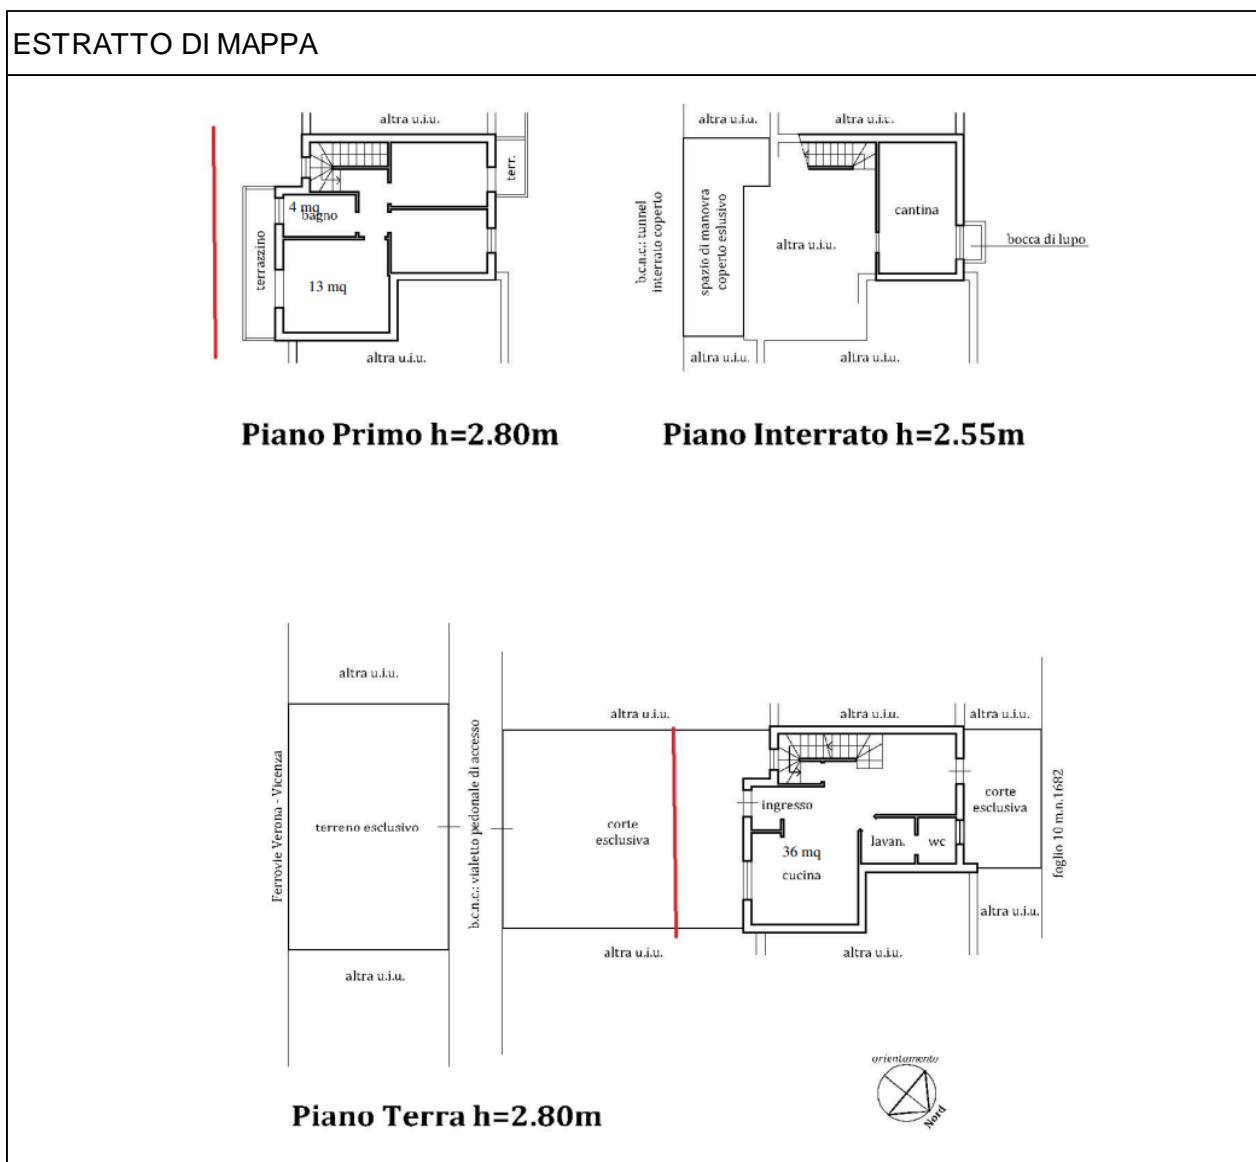 ESTRATTO DI MAPPA
altra u.i.u.
terr.
4 mq
bagno
terrazzino
13 mq
altra u.i.u.
Piano Primo h=2.80m
altra u.i.u.
altra u.i.u.
b.c.n.c.: tunnel
interrato coperto
spazio di manovra
coperto eslusivo
altra u.i.u.
cantina
bocca di lupo
altra u.i.u.
altra u.i.u.
Piano Interrato h=2.55m
altra u.i.u.
Ferrovie Verona - Vicenza
terreno esclusivo
altra u.i.u.
b.c.n.c.: vialetto pedonale di accesso
altra u.i.u.
corte
esclusiva
altra u.i.u.
altra u.i.u.
altra u.i.u.
ingresso
36 mq
cucina
lavan.
wc
corte
esclusiva
foglio 10 m.n.1682
altra u.i.u.
altra u.i.u.
orientamento
Nord
Piano Terra h=2.80m